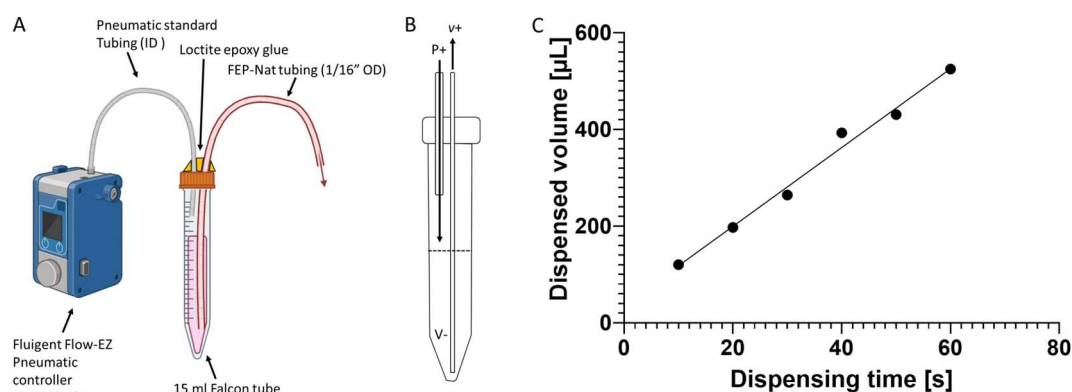 A
Pneumatic standard
Tubing (ID )
Loctite epoxy glue
FEP-Nat tubing (1/16” OD)
Fluigent Flow-EZ
Pneumatic
controller
15 ml Falcon tube
B
P+
v+
V-
C
Dispensed volume [µL]
600
400
200
0
0
20
40
60
80
Dispensing time [s]